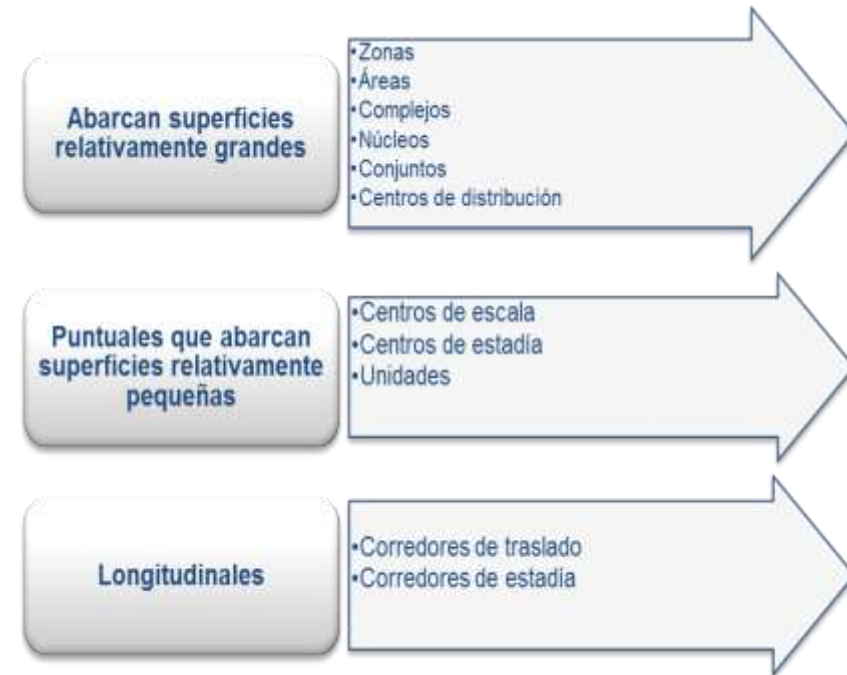 Abarcan superficies
relativamente grandes
•Zonas
•Áreas
•Complejos
•Núcleos
•Conjuntos
•Centros de distribución
Puntuales que abarcan
superficies relativamente
pequeñas
•Centros de escala
•Centros de estadía
•Unidades
Longitudinales
•Corredores de traslado
•Corredores de estadía